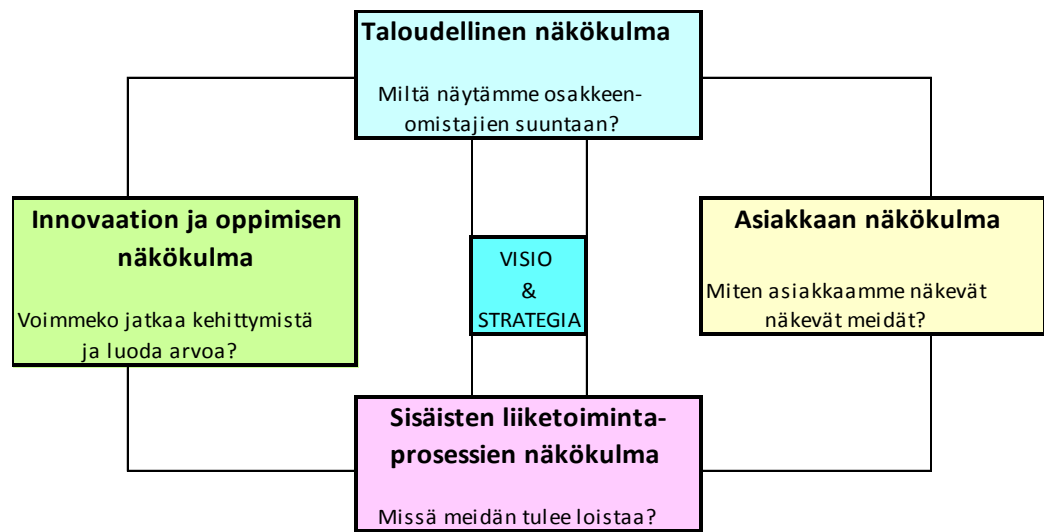 Taloudellinen näkökulma
Miltä näytämme osakkeen-
omistajien suuntaan?
Innovaation ja oppimisen
näkökulma
Voimmeko jatkaa kehittymistä
ja luoda arvoa?
VISIO
&
STRATEGIA
Asiakkaan näkökulma
Miten asiakkaamme näkevät
näkevät meidät?
Sisäisten liiketoiminta-
prosessien näkökulma
Missä meidän tulee loistaa?